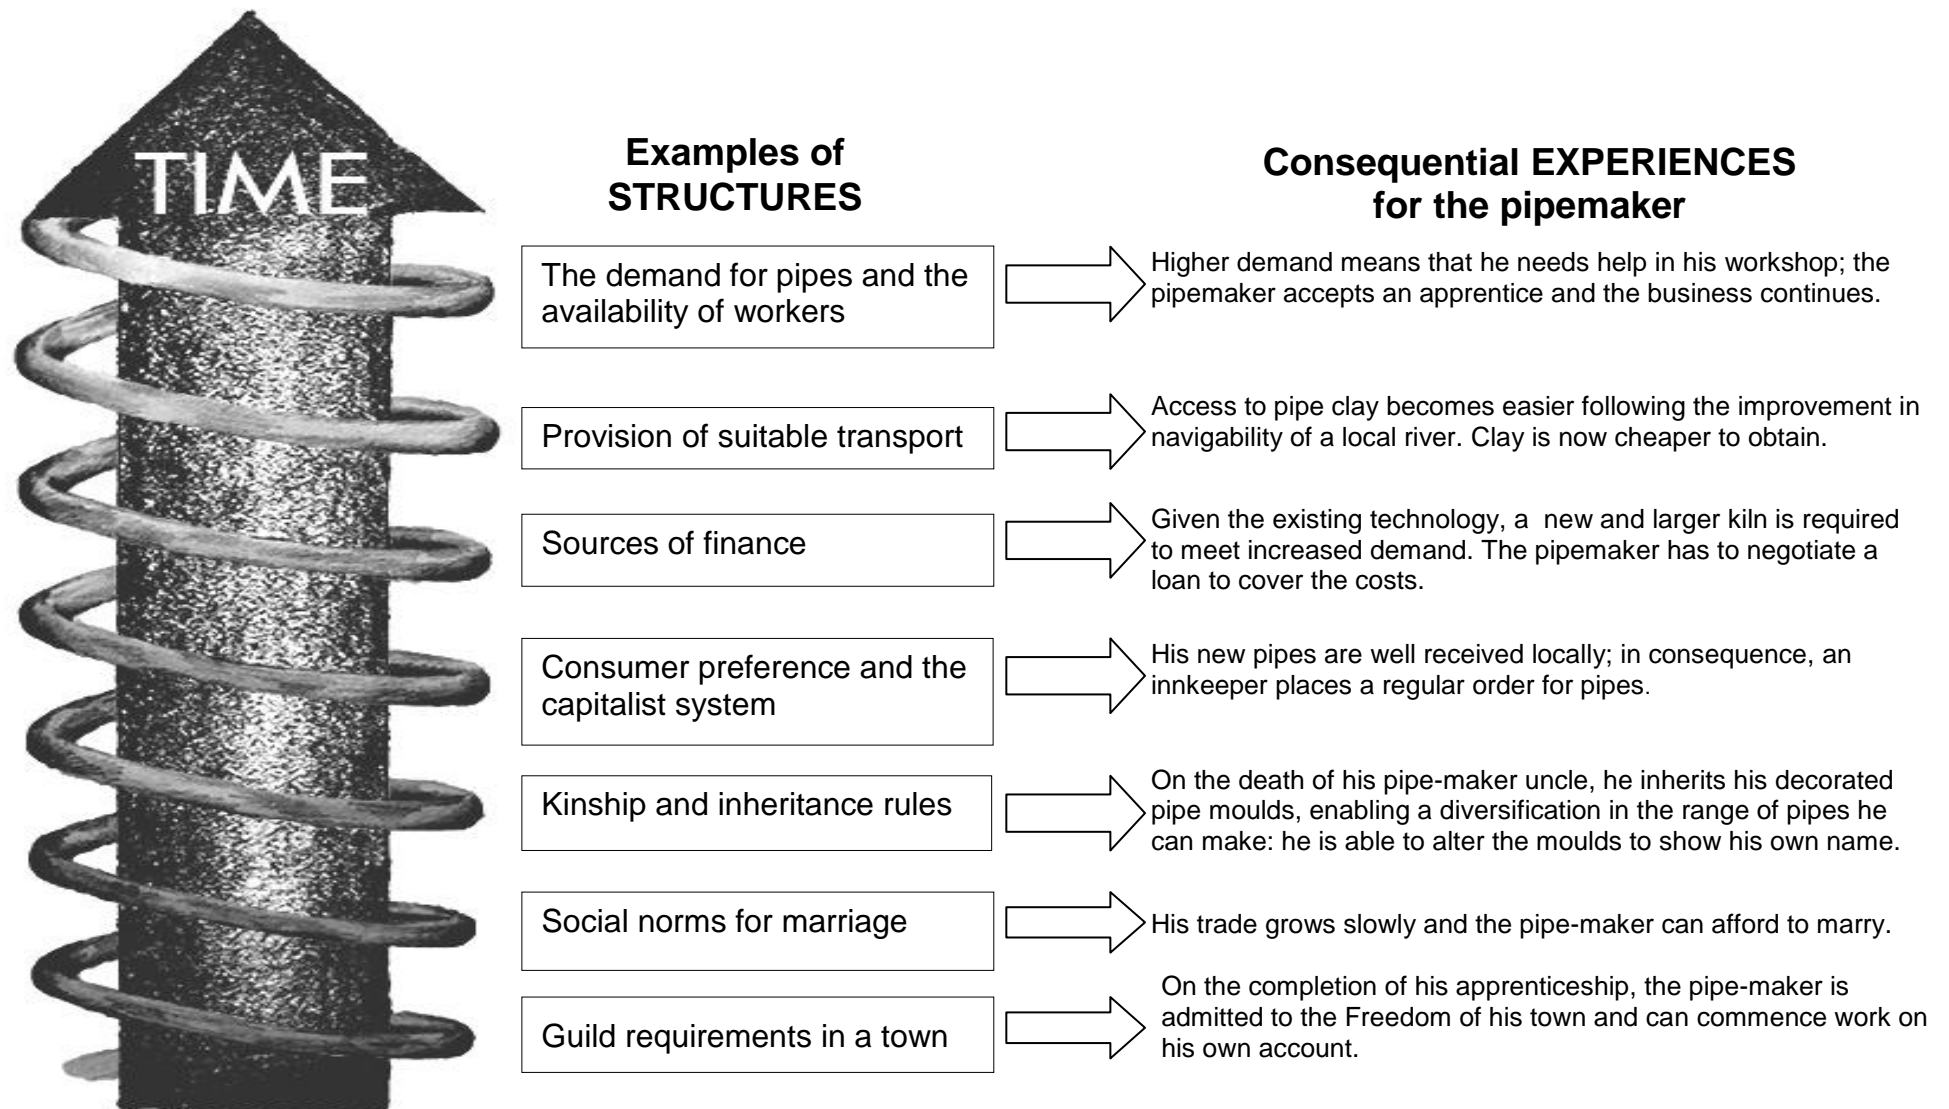 TIME
Examples of
STRUCTURES
Consequential EXPERIENCES
for the pipemaker
The demand for pipes and the
availability of workers
Higher demand means that he needs help in his workshop; the
pipemaker accepts an apprentice and the business continues.
Provision of suitable transport
Access to pipe clay becomes easier following the improvement in
navigability of a local river. Clay is now cheaper to obtain.
Sources of finance
Given the existing technology, a  new and larger kiln is required
to meet increased demand. The pipemaker has to negotiate a
loan to cover the costs.
Consumer preference and the
capitalist system
His new pipes are well received locally; in consequence, an
innkeeper places a regular order for pipes.
Kinship and inheritance rules
On the death of his pipe-maker uncle, he inherits his decorated
pipe moulds, enabling a diversification in the range of pipes he
can make: he is able to alter the moulds to show his own name.
Social norms for marriage
His trade grows slowly and the pipe-maker can afford to marry.
Guild requirements in a town
On the completion of his apprenticeship, the pipe-maker is
admitted to the Freedom of his town and can commence work on
his own account.